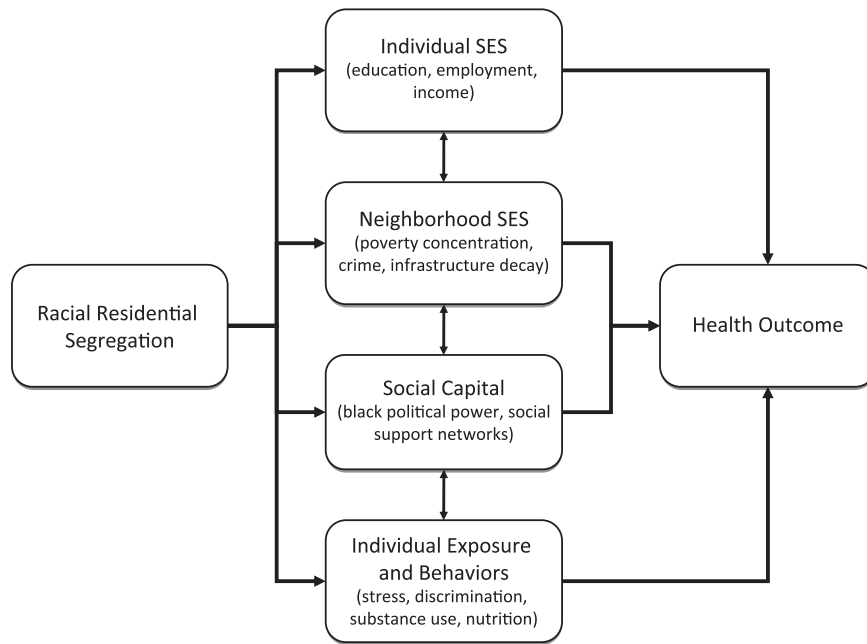 Individual SES
(education, employment,
income)
Neighborhood SES
(poverty concentration,
crime, infrastructure decay)
Racial Residential
Segregation
Health Outcome
Social Capital
(black political power, social
support networks)
Individual Exposure
and Behaviors
(stress, discrimination,
substance use, nutrition)